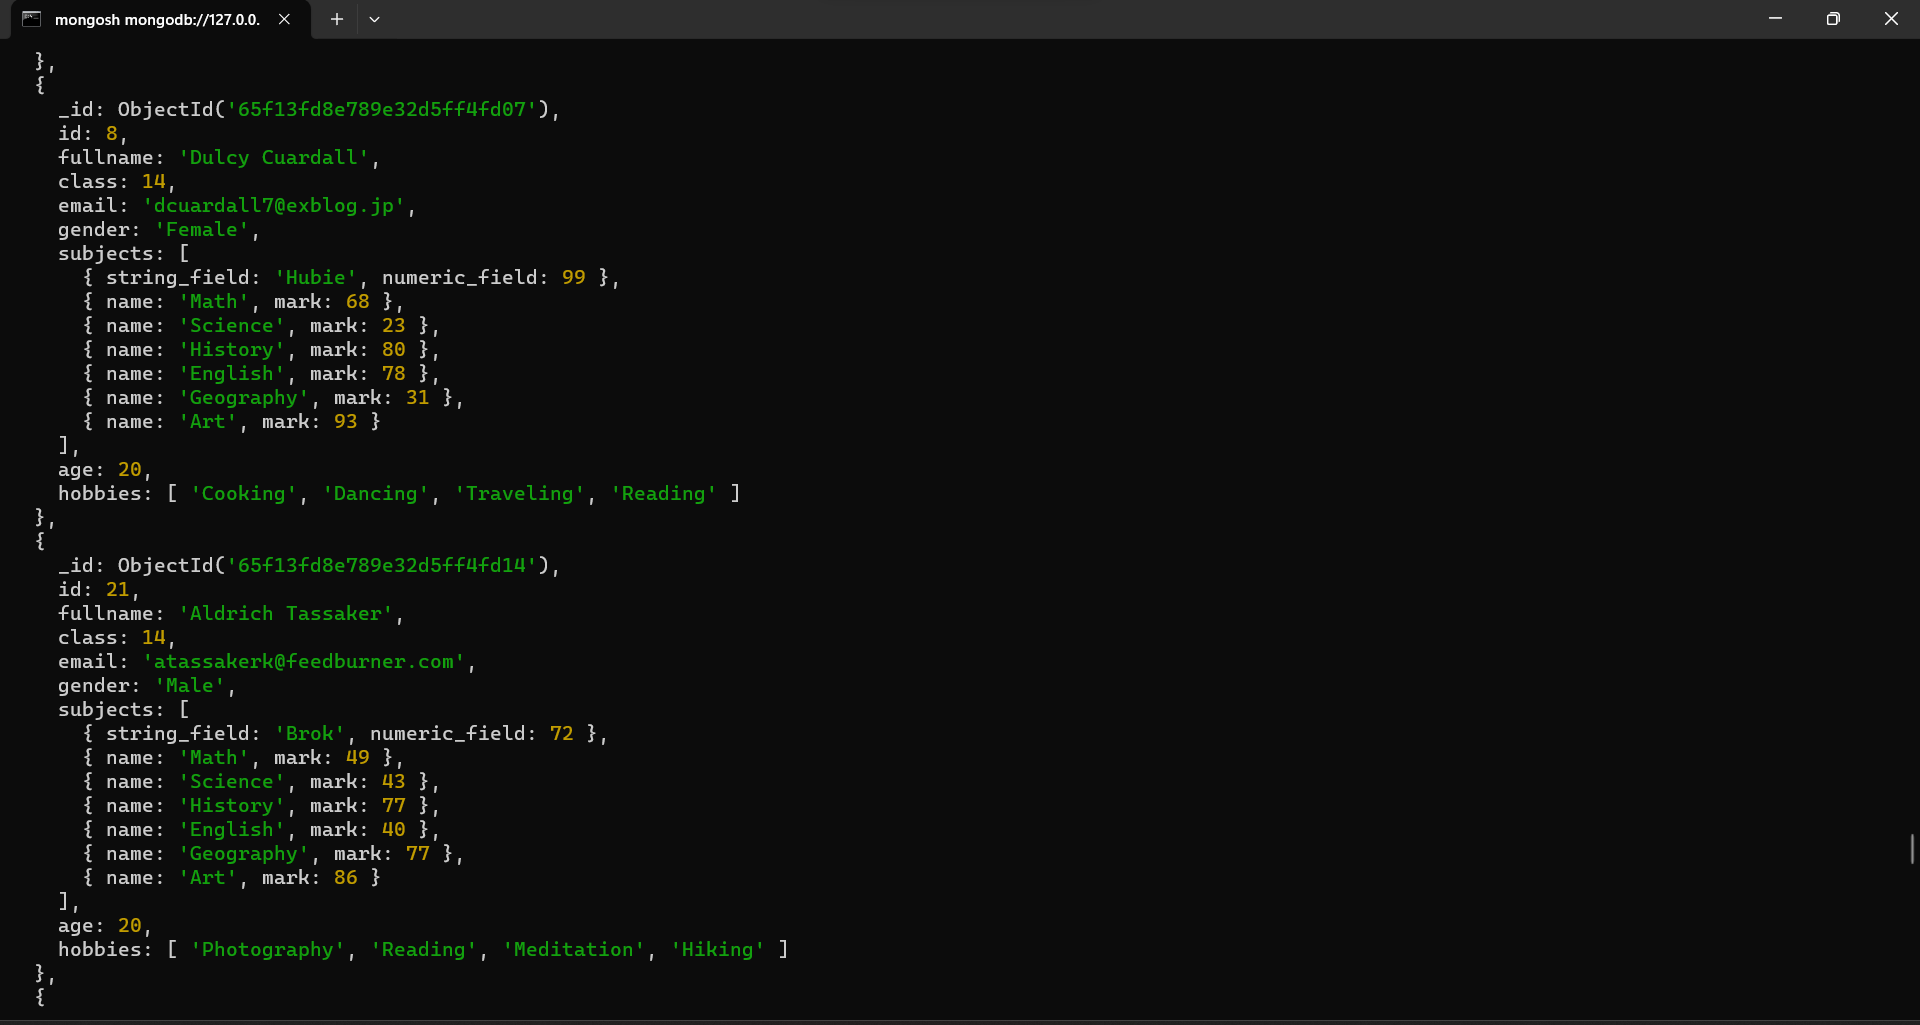 mongosh mongodb://127.0.0.
},
{
_id: ObjectId('65f13fd8e789e32d5ff4fd07'),
id: 8,
fullname: 'Dulcy Cuardall',
class: 14,
email: 'dcuardall7@exblog.jp',
gender: 'Female',
subjects: [
{ string_field: 'Hubie', numeric_field: 99 },
{ name: 'Math', mark: 68 },
{ name: 'Science', mark: 23 },
{ name: 'History', mark: 80 },
{ name: 'English', mark: 78 },
{ name: 'Geography', mark: 31 },
{ name: 'Art', mark: 93 }
],
age: 20,
hobbies: [ 'Cooking', 'Dancing', 'Traveling', 'Reading' ]
},
{
_id: ObjectId('65f13fd8e789e32d5ff4fd14'),
id: 21,
fullname: 'Aldrich Tassaker',
class: 14,
email: 'atassakerk@feedburner.com',
gender: 'Male',
subjects: [
{ string_field: 'Brok', numeric_field: 72 },
{ name: 'Math', mark: 49 },
{ name: 'Science', mark: 43 },
{ name: 'History', mark: 77 },
{ name: 'English', mark: 40 },
{ name: 'Geography', mark: 77 },
{ name: 'Art', mark: 86 }
],
age: 20,
hobbies: [ 'Photography', 'Reading', 'Meditation', 'Hiking' ]
},
{